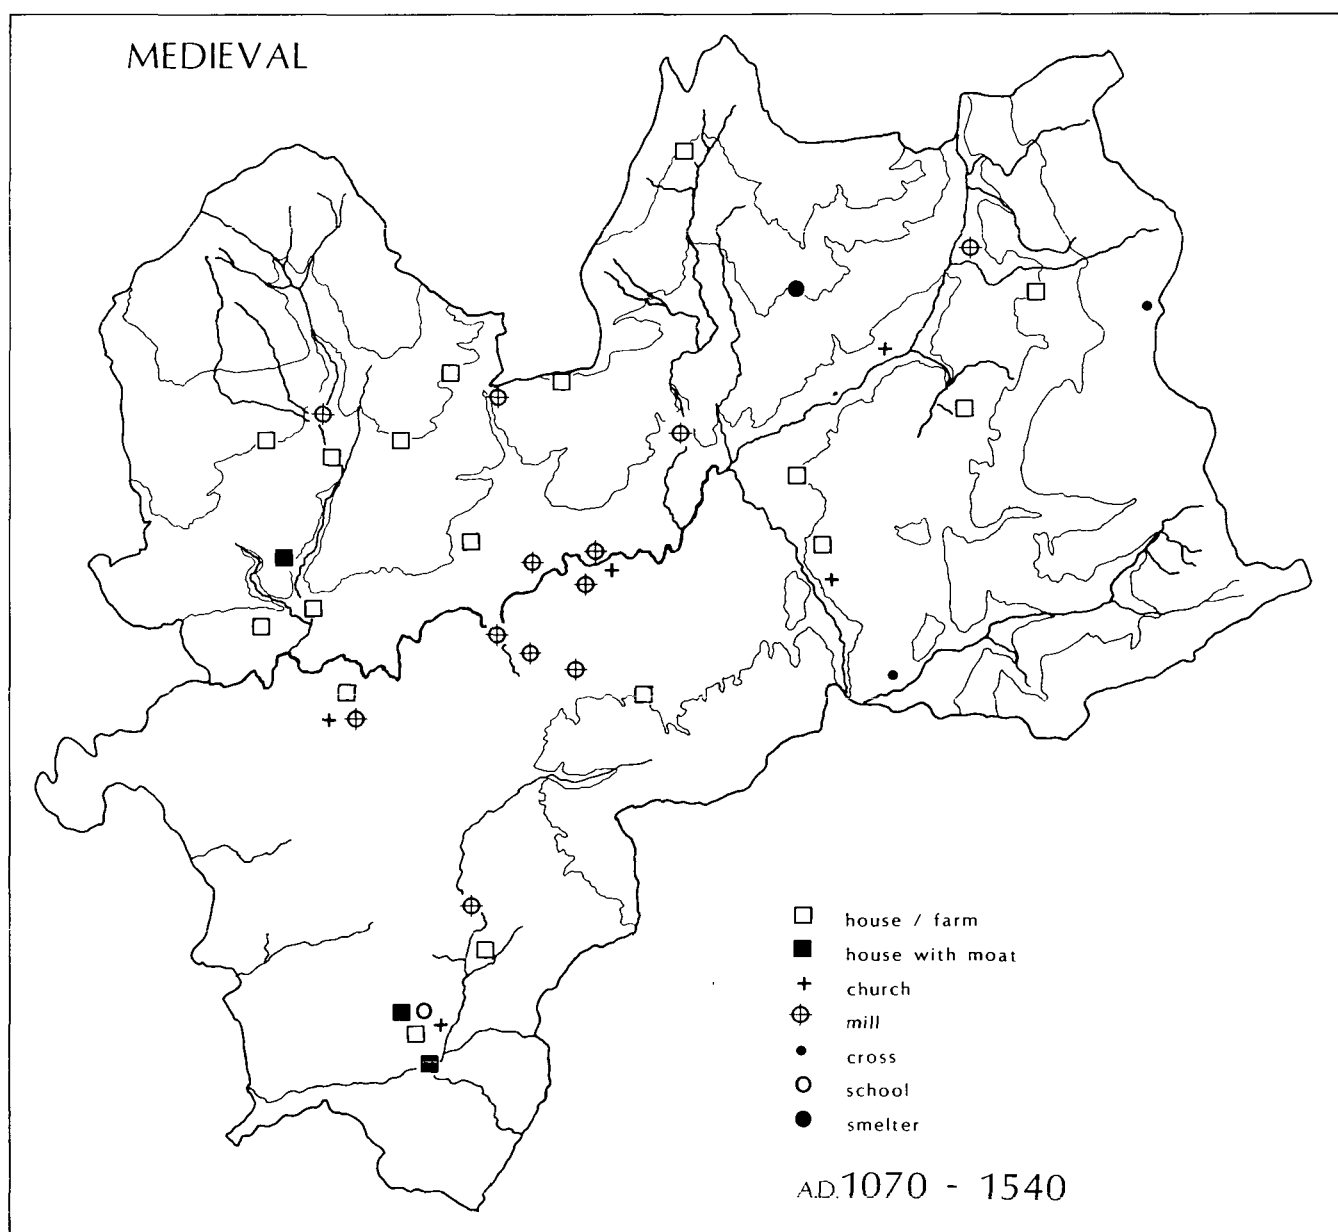 MEDIEVAL
house / farm
house with moat
church
mill
cross
school
smelter
A.D. 1070 - 1540